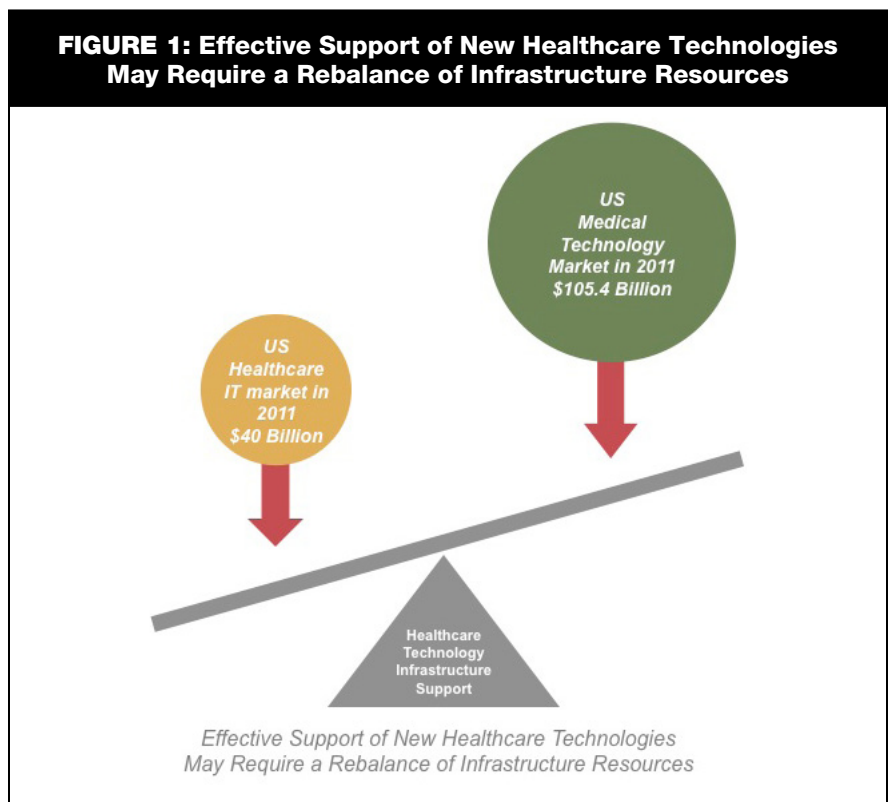 FIGURE 1: Effective Support of New Healthcare Technologies
May Require a Rebalance of Infrastructure Resources
US
Medical
Technology
Market in 2011
$105.4 Billion
US
Healthcare
IT market in
2011
$40 Billion
Healthcare
Technology
Infrastructure
Support
Effective Support of New Healthcare Technologies
May Require a Rebalance of Infrastructure Resources